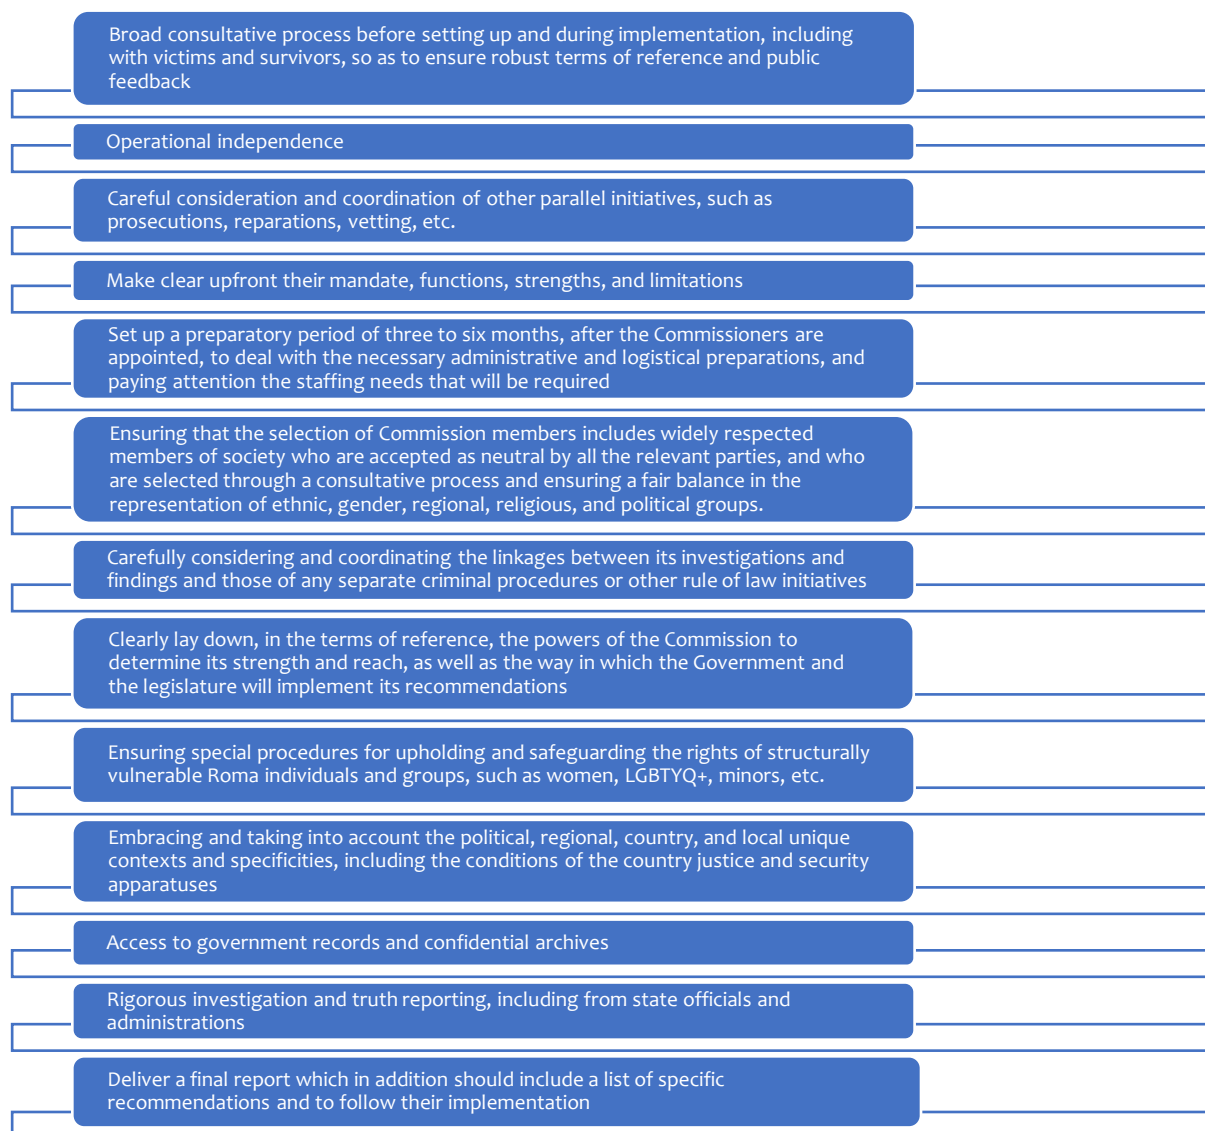 Broad consultative process before setting up and during implementation, including
with victims and survivors, so as to ensure robust terms of reference and public
feedback
Operational independence
Careful consideration and coordination of other parallel initiatives, such as
prosecutions, reparations, vetting, etc.
Make clear upfront their mandate, functions, strengths, and limitations
Set up a preparatory period of three to six months, after the Commissioners are
appointed, to deal with the necessary administrative and logistical preparations, and
paying attention the staffing needs that will be required
Ensuring that the selection of Commission members includes widely respected
members of society who are accepted as neutral by all the relevant parties, and who
are selected through a consultative process and ensuring a fair balance in the
representation of ethnic, gender, regional, religious, and political groups.
Carefully considering and coordinating the linkages between its investigations and
findings and those of any separate criminal procedures or other rule of law initiatives
Clearly lay down, in the terms of reference, the powers of the Commission to
determine its strength and reach, as well as the way in which the Government and
the legislature will implement its recommendations
Ensuring special procedures for upholding and safeguarding the rights of structurally
vulnerable Roma individuals and groups, such as women, LGBTYQ+, minors, etc.
Embracing and taking into account the political, regional, country, and local unique
contexts and specificities, including the conditions of the country justice and security
apparatuses
Access to government records and confidential archives
Rigorous investigation and truth reporting, including from state officials and
administrations
Deliver a final report which in addition should include a list of specific
recommendations and to follow their implementation